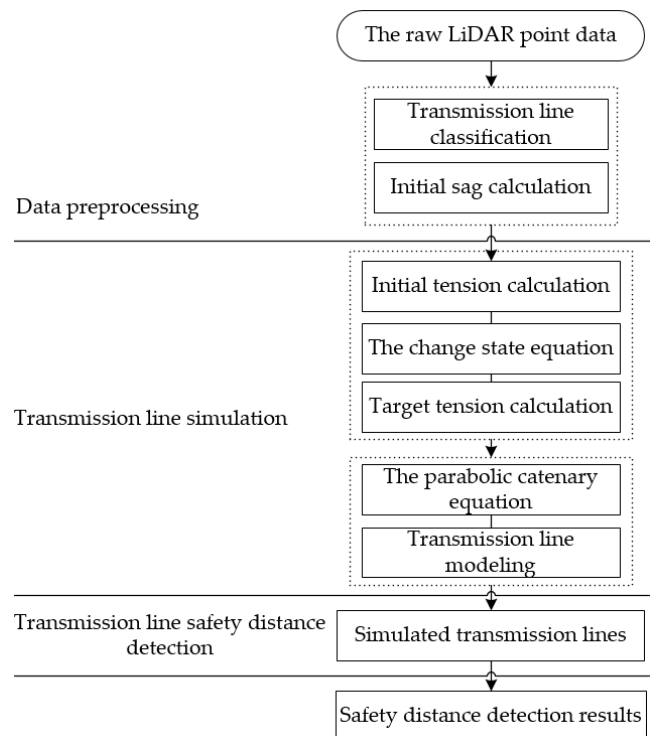 The raw LiDAR point data
Transmission line
classification
Initial sag calculation
Data preprocessing
Initial tension calculation
The change state equation
Target tension calculation
Transmission line simulation
The parabolic catenary
equation
Transmission line
modeling
Transmission line safety distance
detection
Simulated transmission lines
Safety distance detection results